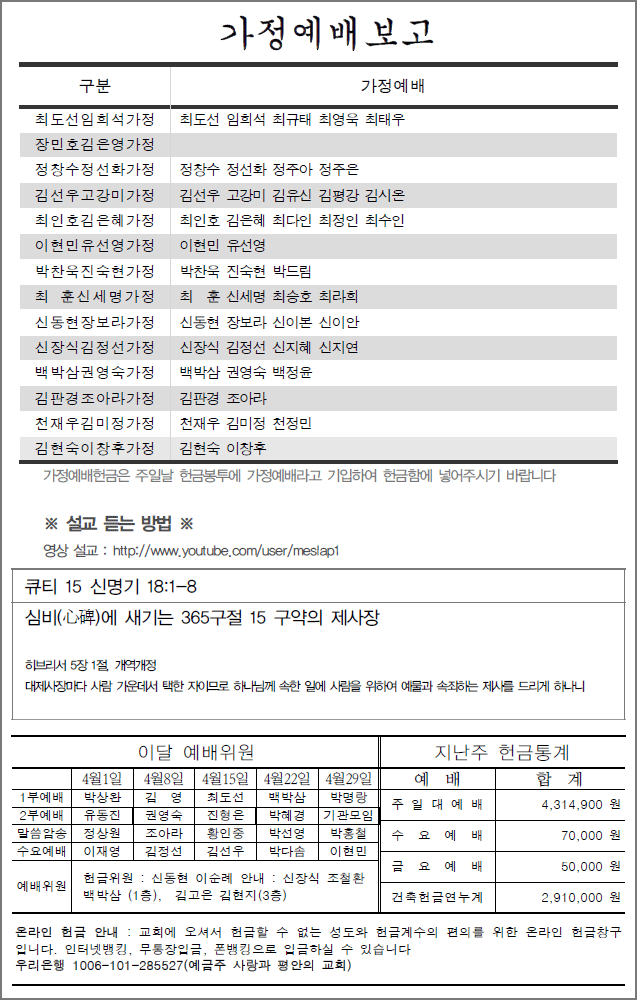 가정예배보고
구분 가정예배
최도선임희석가정 최도선 임희석 최규태 최영욱 최태우
장민호김은영가정
정창수정선화가정 정창수 정선화 정주아 정주은
김선우고강미가정 김선우 고강미 김유신 김평강 김시온
최인호김은혜가정 최인호 김은혜 최다인 최정인 최수인
이현민유선영가정 이현민 유선영
박찬욱진숙현가정 박찬욱 진숙현 박드림
최 훈신세명가정 최 훈 신세명 최승호 최라희
신동현장보라가정 신동현 장보라 신이본 신이안
신장식김정선가정 신장식 김정선 신지혜 신지연
백박삼권영숙가정 백박삼 권영숙 백정윤
김판경조아라가정 김판경 조아라
천재우김미정가정 천재우 김미정 천정민
김현숙이창후가정 김현숙 이창후
가정예배헌금은 주일날 헌금봉투에 가정예배라고 기입하여 헌금함에 넣어주시기 바랍니다
※ 설교 듣는 방법 ※
영상 설교 : http://www.youtube.com/user/meslap1
큐티 15 신명기 18:1-8
심비(心碑)에 새기는 365구절 15 구약의 제사장
히브리서 5장 1절, 개역개정
대제사장마다 사람 가운데서 택한 자이므로 하나님께 속한 일에 사람을 위하여 예물과 속죄하는 제사를 드리게 하나니
이달 예배위원
4월1일 4월8일 4월15일 4월22일 4월29일
1부예배 박상완 김 영 최도선 백박삼 박명랑
2부예배 유동진 권영숙 진형은 박혜경 기관모임
말씀암송 정상원 조아라 황인중 박선영 박홍철
수요예배 이재영 김정선 김선우 박다솜 이현민
예배위원 헌금위원 : 신동현 이순례 안내 : 신장식 조철환
백박삼 (1층), 김고은 김현지(3층)
지난주 헌금통계
예 배 합 계
주 일 대 예 배 4,314,900 원
수 요 예 배 70,000 원
금 요 예 배 50,000 원
건축헌금연누계 2,910,000 원
온라인 헌금 안내 : 교회에 오셔서 헌금할 수 없는 성도와 헌금계수의 편의를 위한 온라인 헌금창구
입니다. 인터넷뱅킹, 무통장입금, 폰뱅킹으로 입금하실 수 있습니다
우리은행 1006-101-285527(예금주 사랑과 평안의 교회)